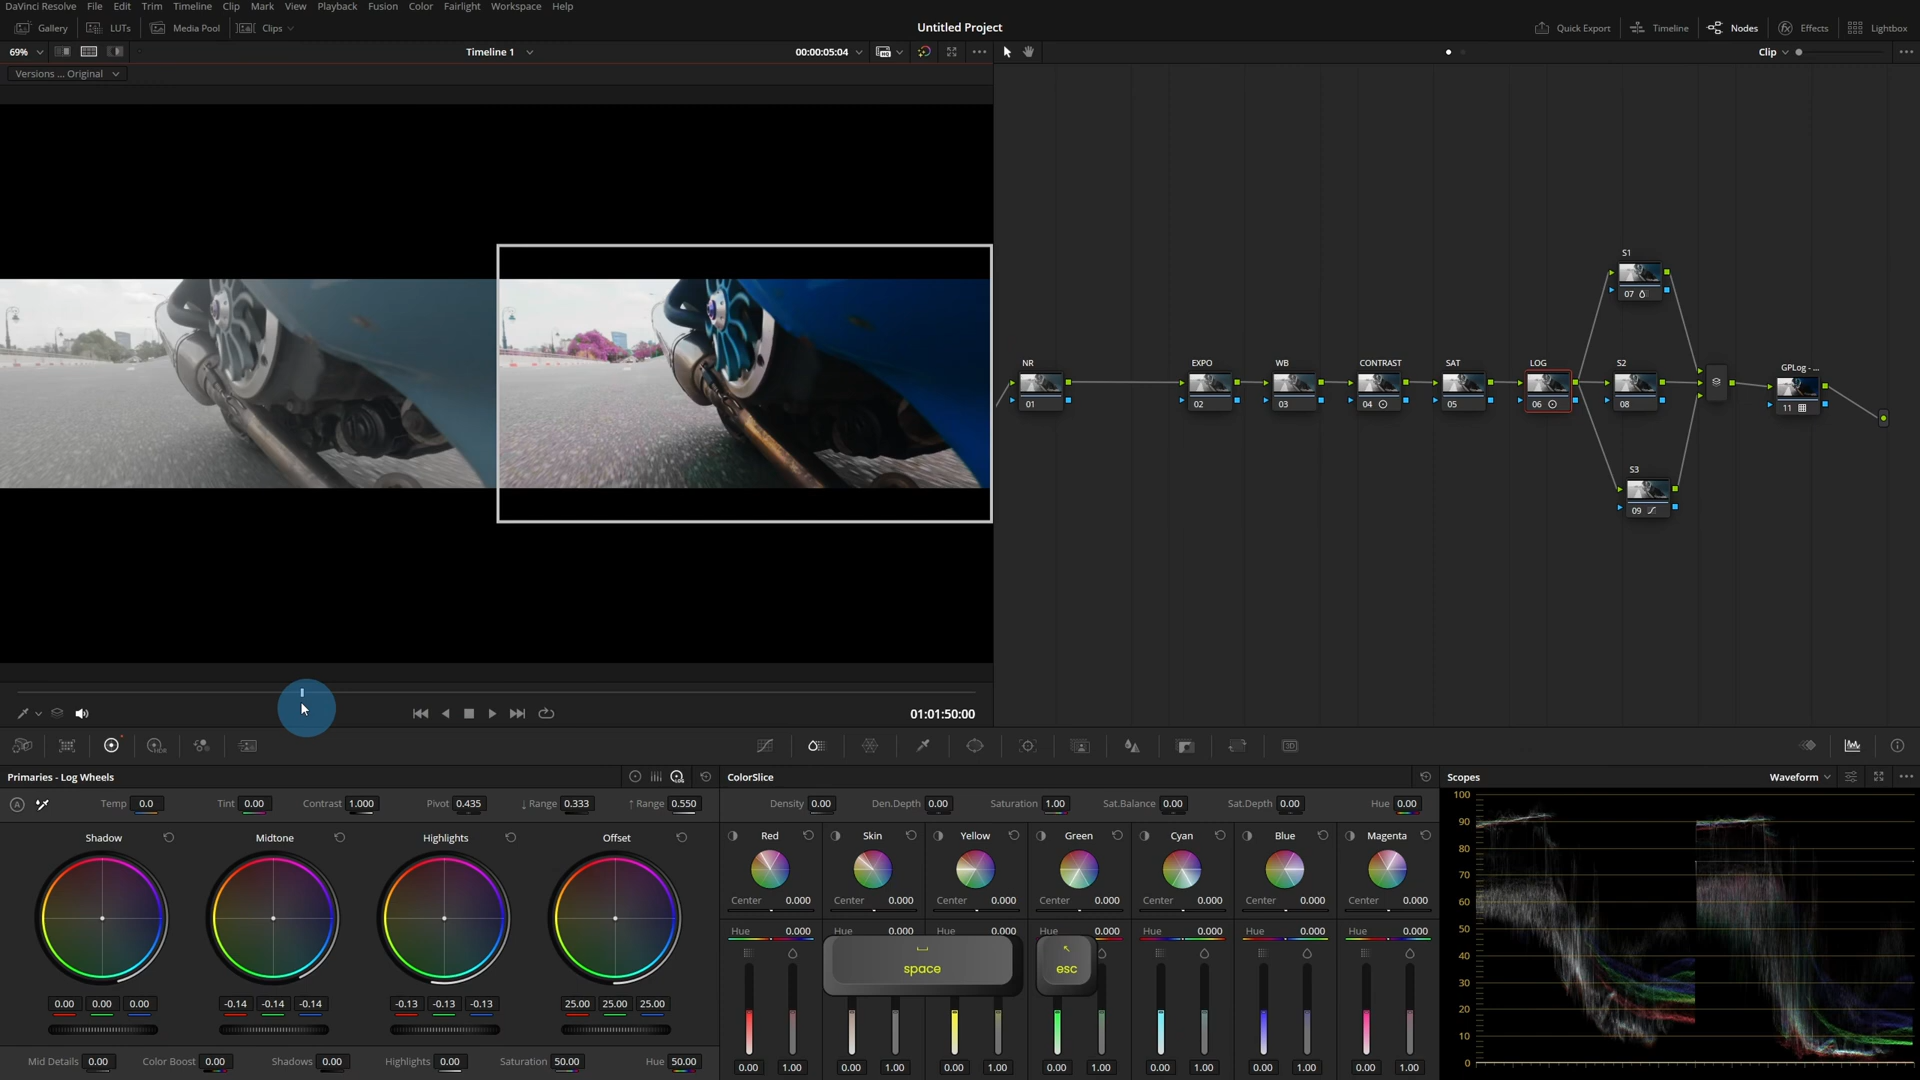 DaVinci Resolve File Edit Trim Timeline Clip Mark View Playback Fusion Color Fairlight Workspace Help
Gallery LUTs Media Pool Clips Untitled Project Quick Export Timeline Nodes Effects Lightbox
69% Timeline 1 00:00:05:04 Clip
Versions ... Original
S1
07
NR EXPO WB CONTRAST SAT LOG S2 GPLog - ...
01 02 03 04 05 06 08 11
S3
09
01:01:50:00
Primaries - Log Wheels ColorSlice Scopes Waveform
Temp 0.0 Tint 0.00 Contrast 1.000 Pivot 0.435 ↓ Range 0.333 ↑ Range 0.550 Density 0.00 Den.Depth 0.00 Saturation 1.00 Sat.Balance 0.00 Sat.Depth 0.00 Hue 0.00
Shadow Midtone Highlights Offset Red Skin Yellow Green Cyan Blue Magenta
Center 0.000 Center 0.000 Center 0.000 Center 0.000 Center 0.000 Center 0.000 Center 0.000
Hue 0.000 Hue 0.000 Hue 0.000 Hue 0.000 Hue 0.000 Hue 0.000 Hue 0.000
space esc
0.00 0.00 0.00 -0.14 -0.14 -0.14 -0.13 -0.13 -0.13 25.00 25.00 25.00
Mid Details 0.00 Color Boost 0.00 Shadows 0.00 Highlights 0.00 Saturation 50.00 Hue 50.00 0.00 1.00 0.00 1.00 0.00 1.00 0.00 1.00 0.00 1.00 0.00 1.00 0.00 1.00
100
90
80
70
60
50
40
30
20
10
0